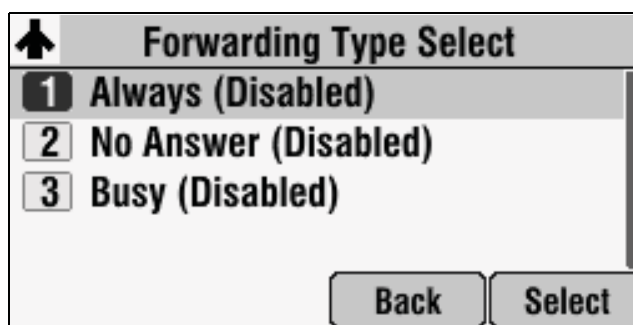 Forwarding Type Select
1 Always (Disabled)
2 No Answer (Disabled)
3 Busy (Disabled)
Back Select